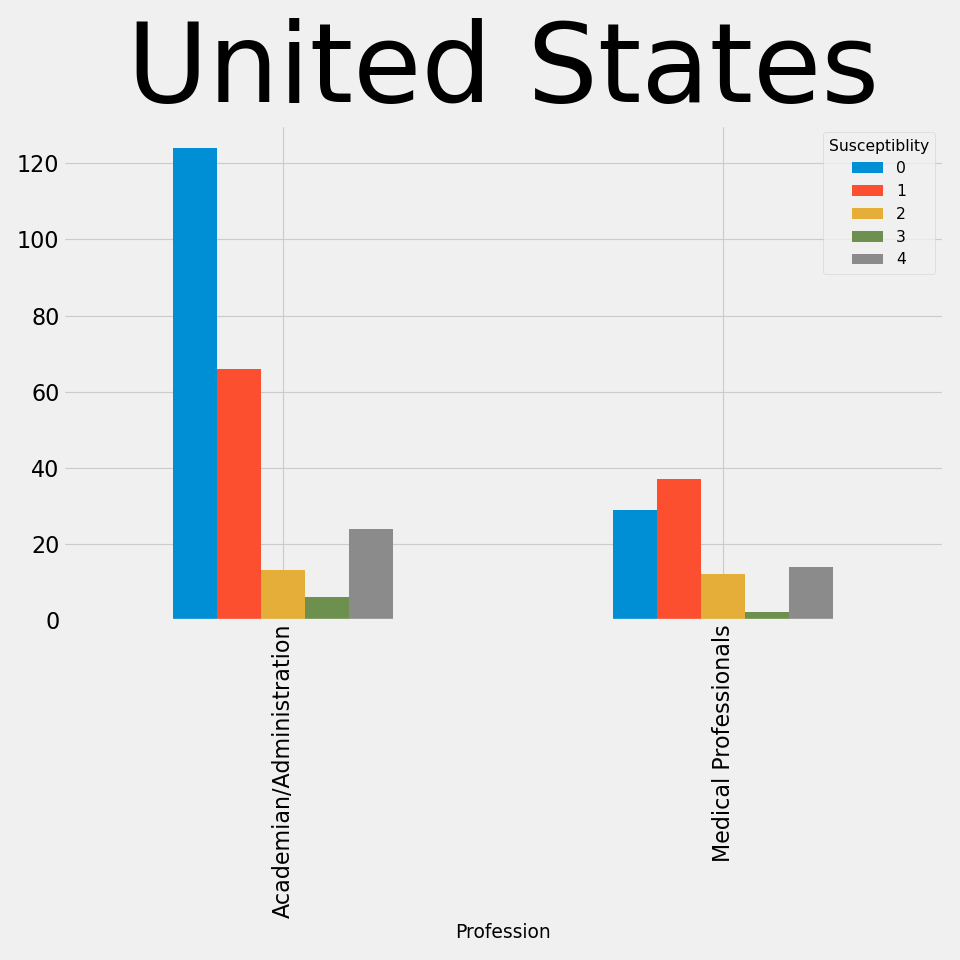 United States
Susceptiblity
0
1
2
3
4
120
100
80
60
40
20
0
Academian/Administration
Medical Professionals
Profession